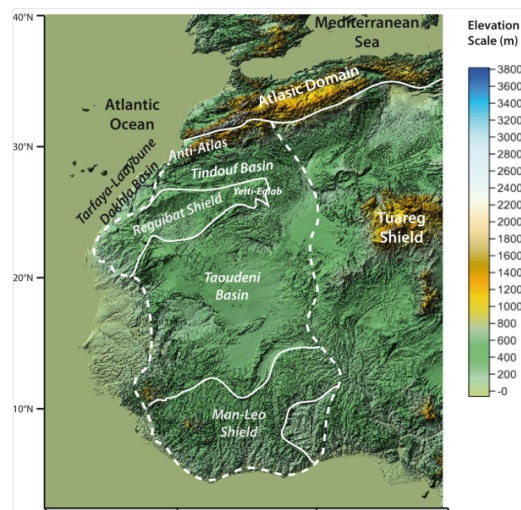 40°N
Mediterranean
Sea
Elevation
Scale (m)
3800
3600
3400
3200
3000
2800
2600
2400
2200
2000
1800
1600
1400
1200
1000
800
600
400
200
-0
Atlasic Domain
Atlantic
Ocean
30°N
Anti-Atlas
Tindouf Basin
Tarfaya-Laayoune
Dakhla Basin
Yetti-Eglab
Reguibat Shield
Tuareg
Shield
20°N
Taoudeni
Basin
10°N
Man-Leo
Shield